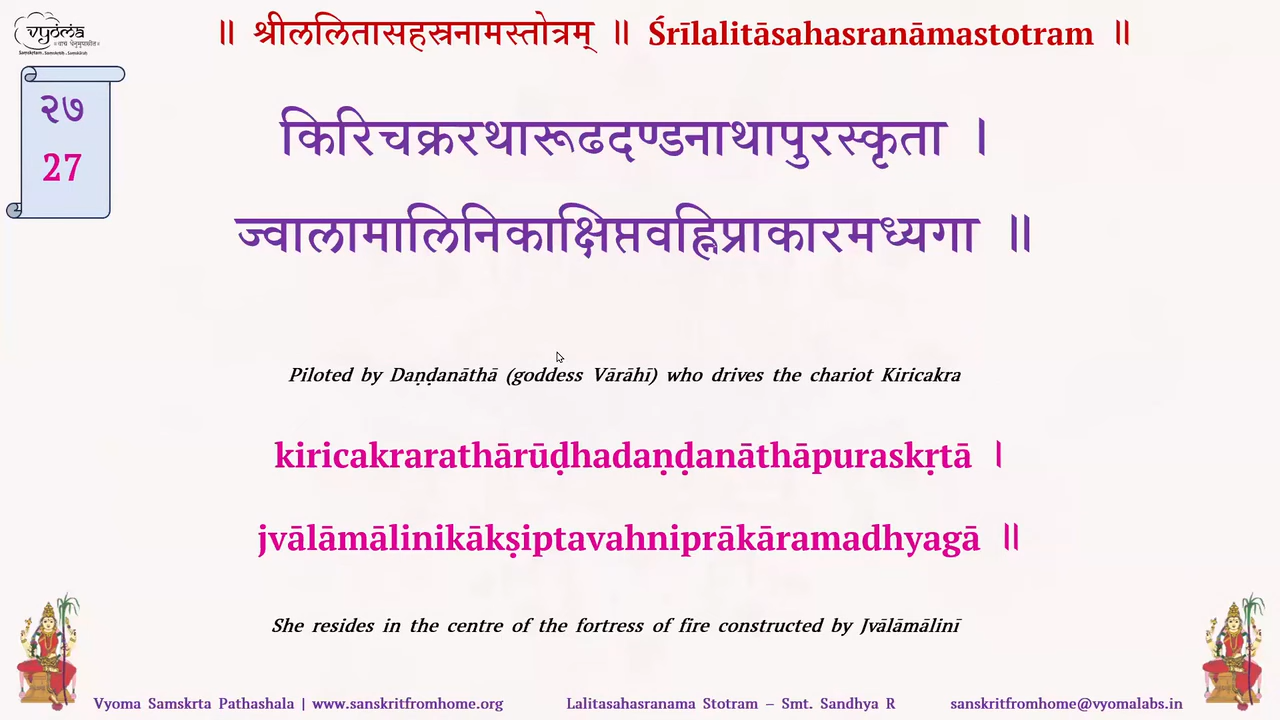 vyoma
॥ श्रीललितासहस्रनामस्तोत्रम् ॥ Śrīlalitāsahasranāmastotram ॥
२७
27
किरिचक्ररथारूढदण्डनाथापुरस्कृता ।
ज्वालामालिनिकाक्षिप्तवह्निप्राकारमध्यगा ॥
Piloted by Daṇḍanāthā (goddess Vārāhī) who drives the chariot Kiricakra
kiricakrarathārūḍhadaṇḍanāthāpuraskṛtā ।
jvālāmālinikākṣiptavahniprākāramadhyagā ॥
She resides in the centre of the fortress of fire constructed by Jvālāmālinī
Vyoma Samskrta Pathashala | www.sanskritfromhome.org Lalitasahasranama Stotram – Smt. Sandhya R sanskritfromhome@vyomalabs.in